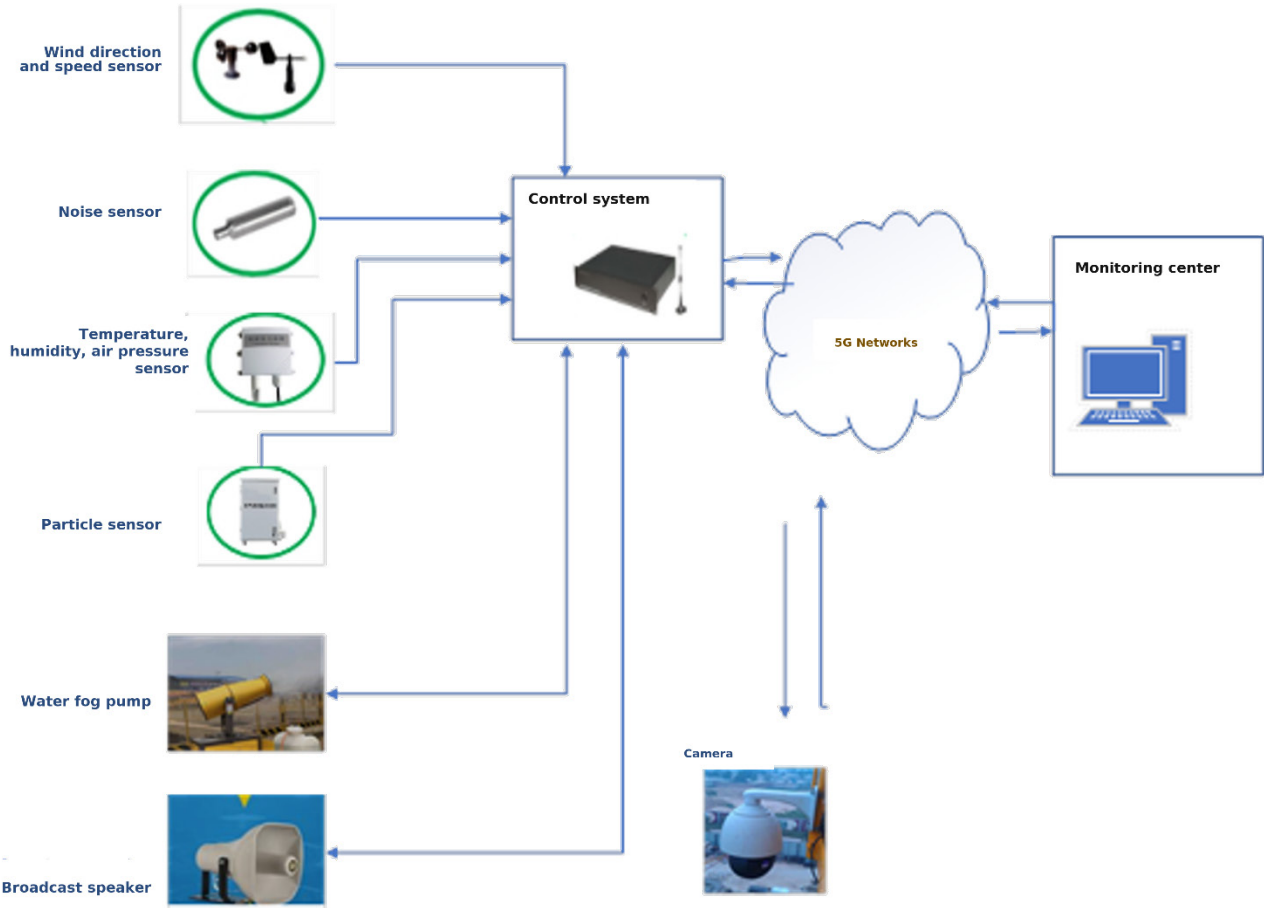 Wind direction
and speed sensor
Noise sensor
Temperature,
humidity, air pressure
sensor
Particle sensor
Water fog pump
Broadcast speaker
Control system
5G Networks
Monitoring center
Camera